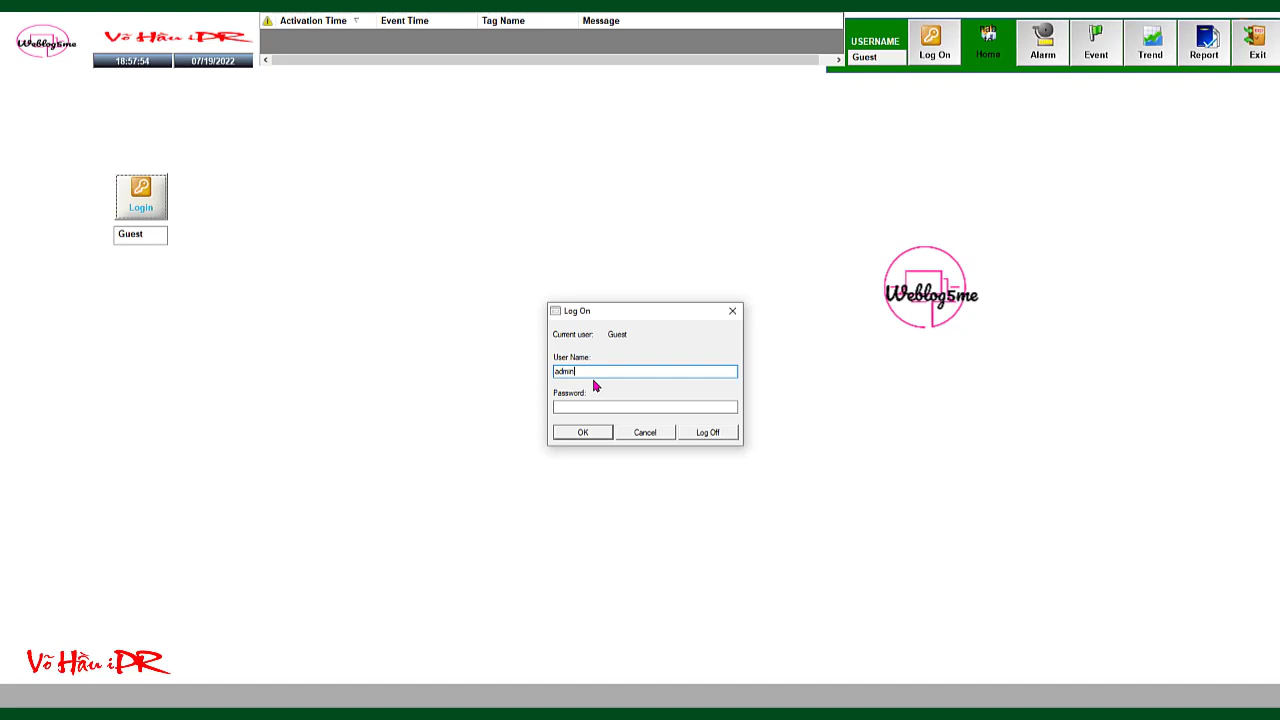 Weblog5me
Võ Hầu iDR
18:57:54
07/19/2022
Activation Time
Event Time
Tag Name
Message
USERNAME
Guest
Log On
Home
Alarm
Event
Trend
Report
Exit
Login
Guest
Weblog5me
Log On
Current user:
Guest
User Name:
admin
Password:
OK
Cancel
Log Off
Võ Hầu iDR